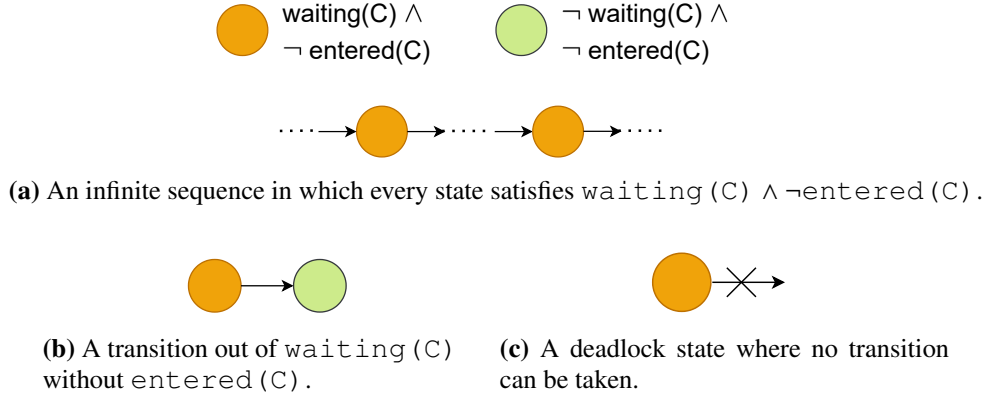 waiting(C) ∧
¬ entered(C)
¬ waiting(C) ∧
¬ entered(C)
···· ···· ····
(a) An infinite sequence in which every state satisfies waiting(C) ∧ ¬entered(C).
(b) A transition out of waiting(C)
without entered(C).
(c) A deadlock state where no transition
can be taken.